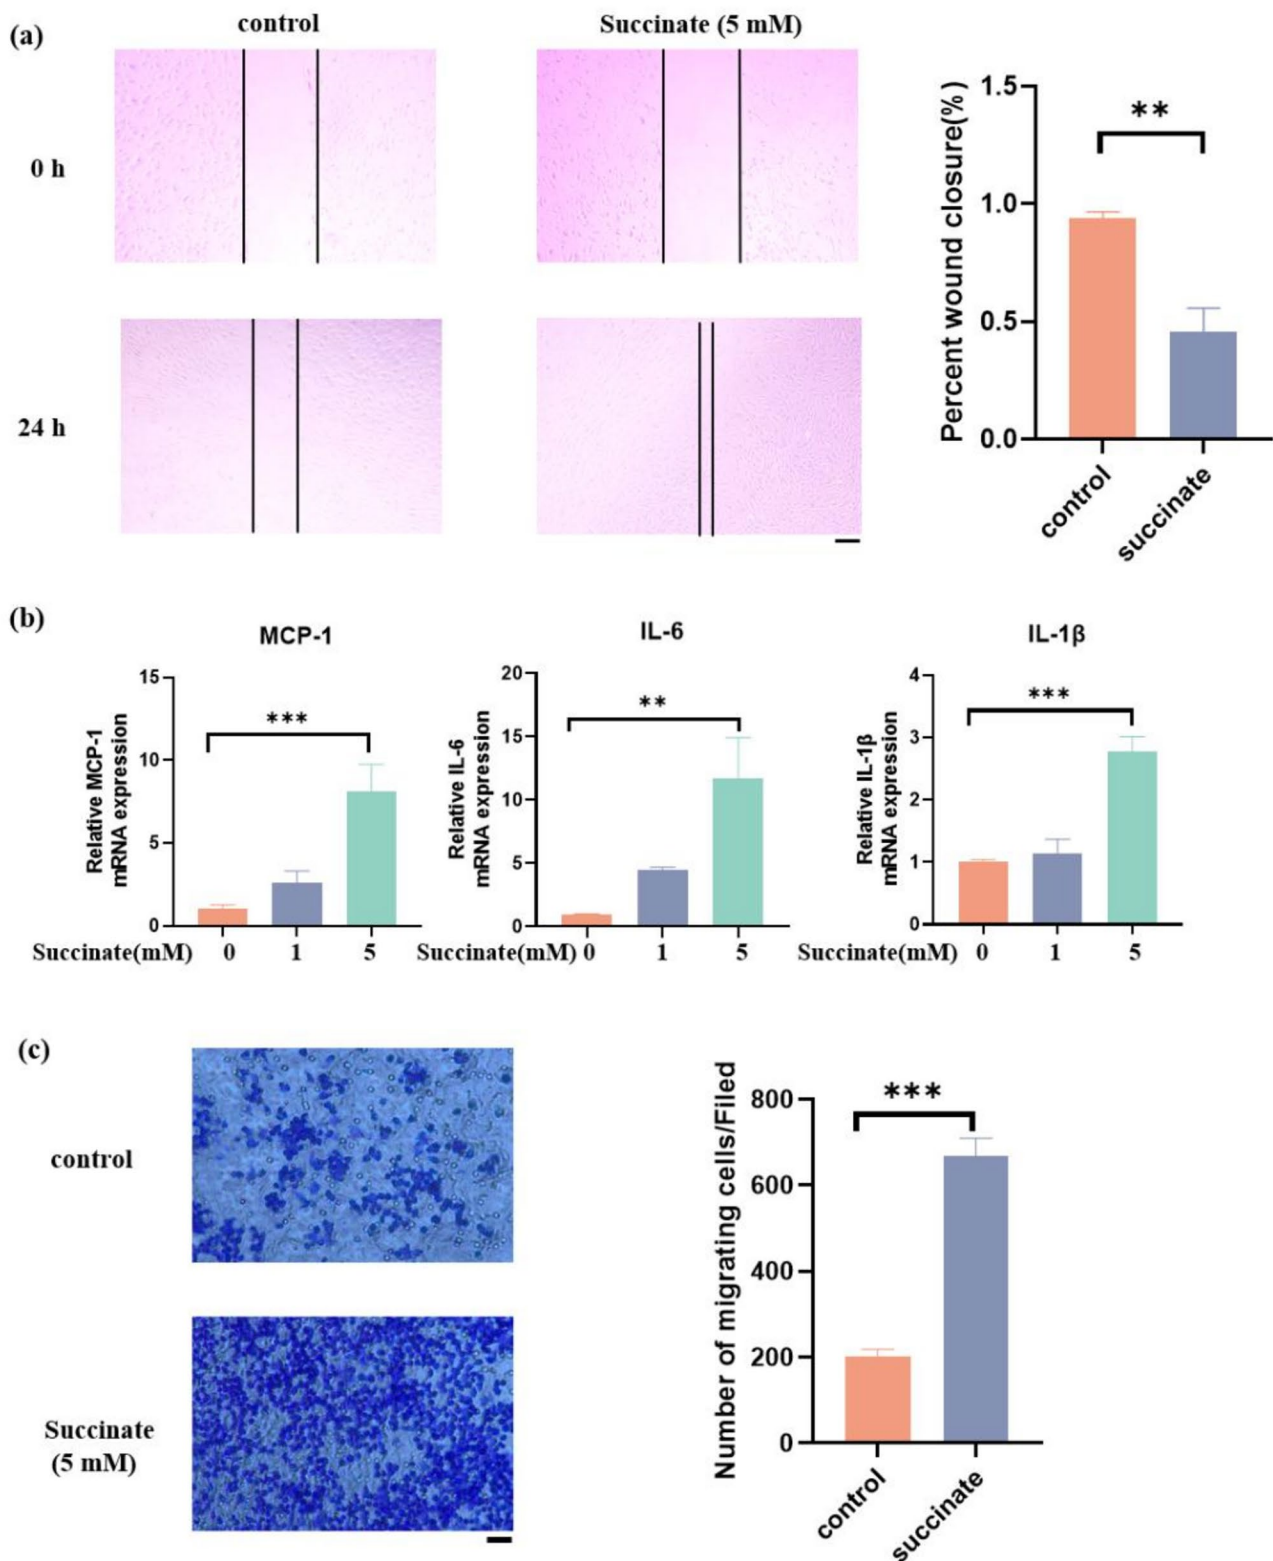 (a)
control
Succinate (5 mM)
0 h
24 h
Percent wound closure(%)
1.5
1.0
0.5
0.0
**
control
succinate
(b)
MCP-1
Relative MCP-1
mRNA expression
15
10
5
0
***
Succinate(mM) 0 1 5
IL-6
Relative IL-6
mRNA expression
20
15
10
5
0
**
Succinate(mM) 0 1 5
IL-1β
Relative IL-1β
mRNA expression
4
3
2
1
0
***
Succinate(mM) 0 1 5
(c)
control
Succinate
(5 mM)
Number of migrating cells/Filed
800
600
400
200
0
***
control
succinate